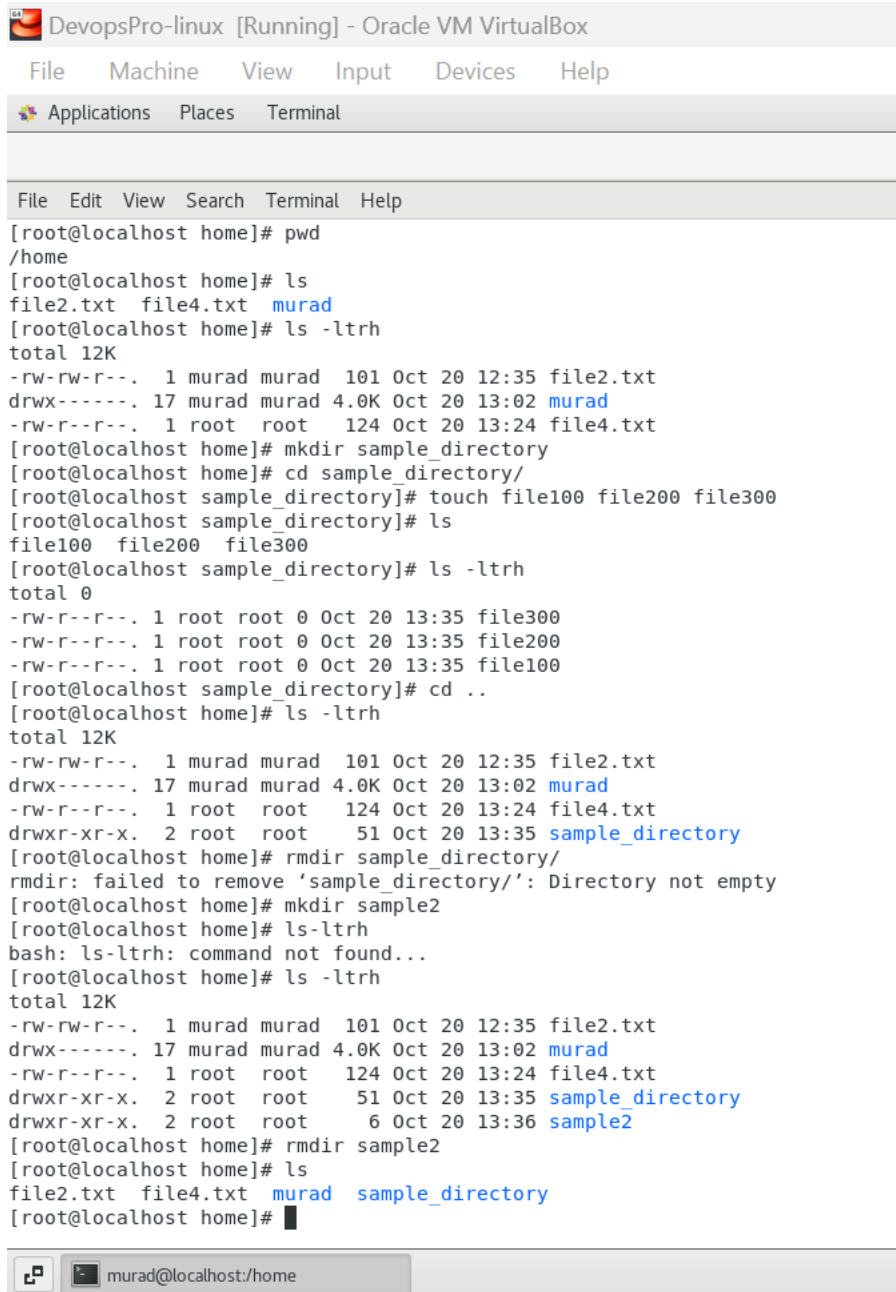 64
DevopsPro-linux [Running] - Oracle VM VirtualBox
File Machine View Input Devices Help
Applications Places Terminal
File Edit View Search Terminal Help
[root@localhost home]# pwd
/home
[root@localhost home]# ls
file2.txt  file4.txt  murad
[root@localhost home]# ls -ltrh
total 12K
-rw-rw-r--.  1 murad murad  101 Oct 20 12:35 file2.txt
drwx------. 17 murad murad 4.0K Oct 20 13:02 murad
-rw-r--r--.  1 root  root   124 Oct 20 13:24 file4.txt
[root@localhost home]# mkdir sample_directory
[root@localhost home]# cd sample_directory/
[root@localhost sample_directory]# touch file100 file200 file300
[root@localhost sample_directory]# ls
file100  file200  file300
[root@localhost sample_directory]# ls -ltrh
total 0
-rw-r--r--. 1 root root 0 Oct 20 13:35 file300
-rw-r--r--. 1 root root 0 Oct 20 13:35 file200
-rw-r--r--. 1 root root 0 Oct 20 13:35 file100
[root@localhost sample_directory]# cd ..
[root@localhost home]# ls -ltrh
total 12K
-rw-rw-r--.  1 murad murad  101 Oct 20 12:35 file2.txt
drwx------. 17 murad murad 4.0K Oct 20 13:02 murad
-rw-r--r--.  1 root  root   124 Oct 20 13:24 file4.txt
drwxr-xr-x.  2 root  root    51 Oct 20 13:35 sample_directory
[root@localhost home]# rmdir sample_directory/
rmdir: failed to remove ‘sample_directory/’: Directory not empty
[root@localhost home]# mkdir sample2
[root@localhost home]# ls-ltrh
bash: ls-ltrh: command not found...
[root@localhost home]# ls -ltrh
total 12K
-rw-rw-r--.  1 murad murad  101 Oct 20 12:35 file2.txt
drwx------. 17 murad murad 4.0K Oct 20 13:02 murad
-rw-r--r--.  1 root  root   124 Oct 20 13:24 file4.txt
drwxr-xr-x.  2 root  root    51 Oct 20 13:35 sample_directory
drwxr-xr-x.  2 root  root     6 Oct 20 13:36 sample2
[root@localhost home]# rmdir sample2
[root@localhost home]# ls
file2.txt  file4.txt  murad  sample_directory
[root@localhost home]#
murad@localhost:/home